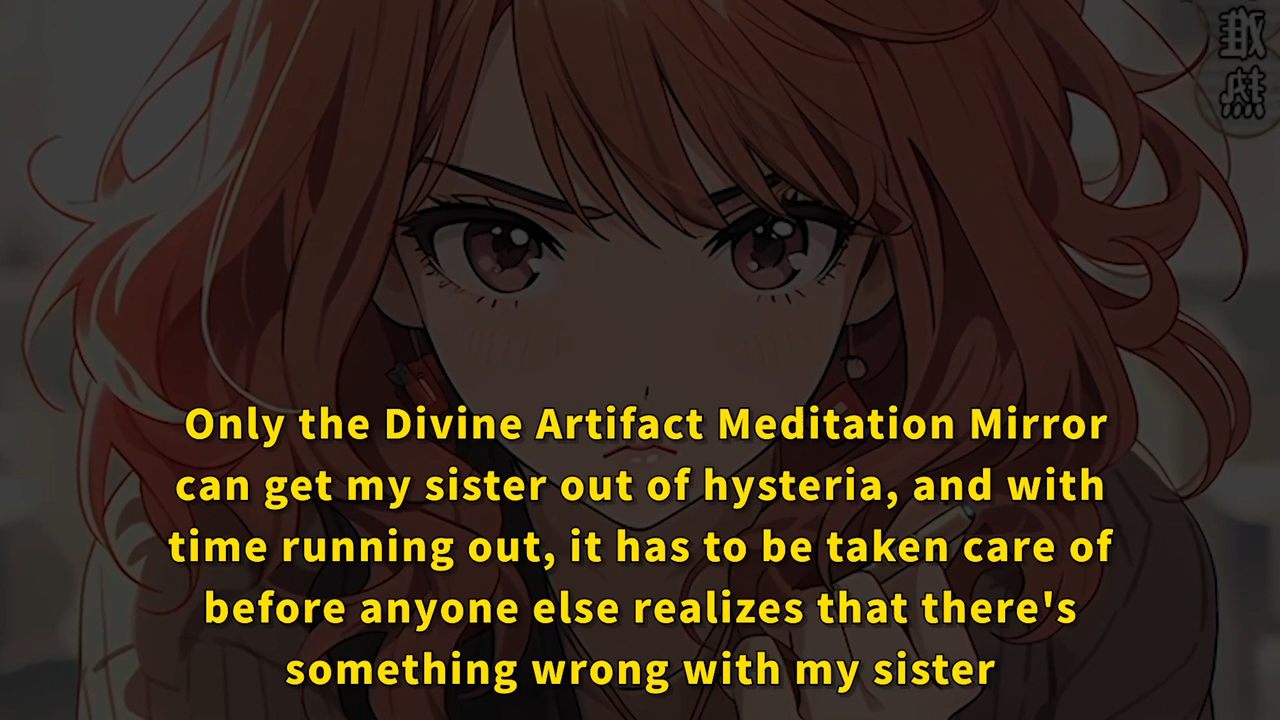 Only the Divine Artifact Meditation Mirror
can get my sister out of hysteria, and with
time running out, it has to be taken care of
before anyone else realizes that there's
something wrong with my sister